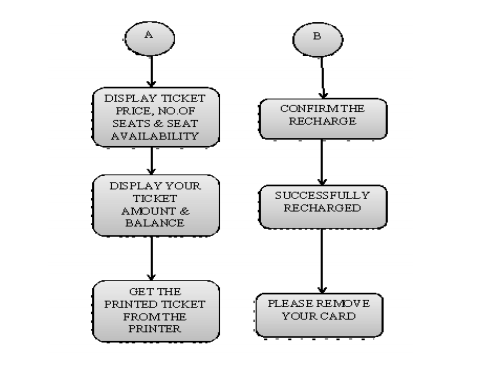 A
DISPLAY TICKET
PRICE, NO.OF
SEATS & SEAT
AVAILABILITY
DISPLAY YOUR
TICKET
AMOUNT &
BALANCE
GET THE
PRINTED TICKET
FROM THE
PRINTER
B
CONFIRM THE
RECHARGE
SUCCESSFULLY
RECHARGED
PLEASE REMOVE
YOUR CARD